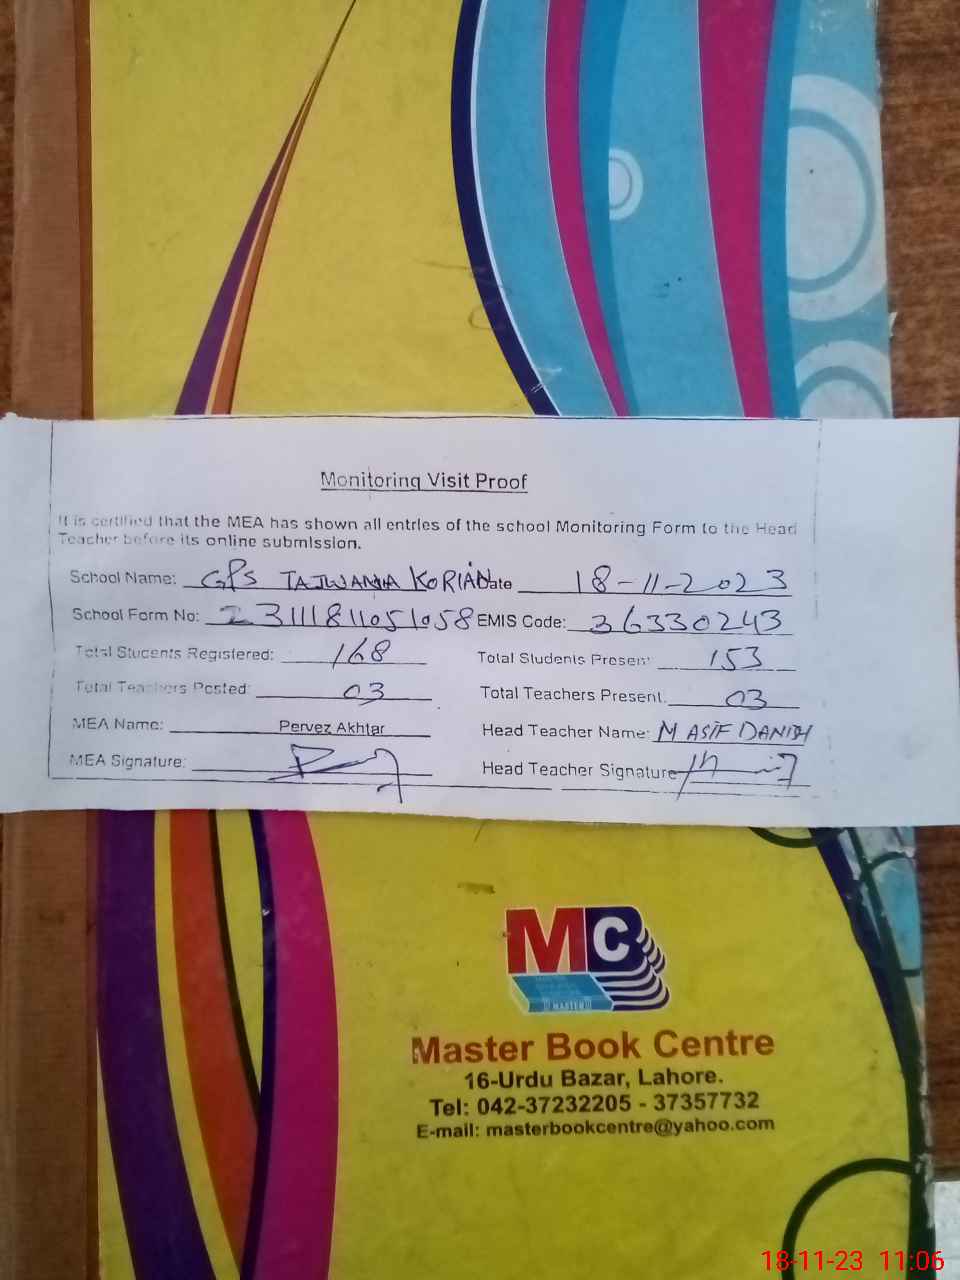 Monitoring Visit Proof
It is certified that the MEA has shown all entries of the school Monitoring Form to the Head
Teacher before its online submission.
School Name: GPS TAJWANA KORIAN Date 18-11-2023
School Form No: 23111811051058 EMIS Code: 36330243
Total Students Registered: 168 Total Students Present 153
Total Teachers Posted: 03 Total Teachers Present. 03
MEA Name: Pervez Akhtar Head Teacher Name: M ASIF DANISH
MEA Signature: Head Teacher Signature
MC
MASTER
Master Book Centre
16-Urdu Bazar, Lahore.
Tel: 042-37232205 - 37357732
E-mail: masterbookcentre@yahoo.com
18-11-23 11:06